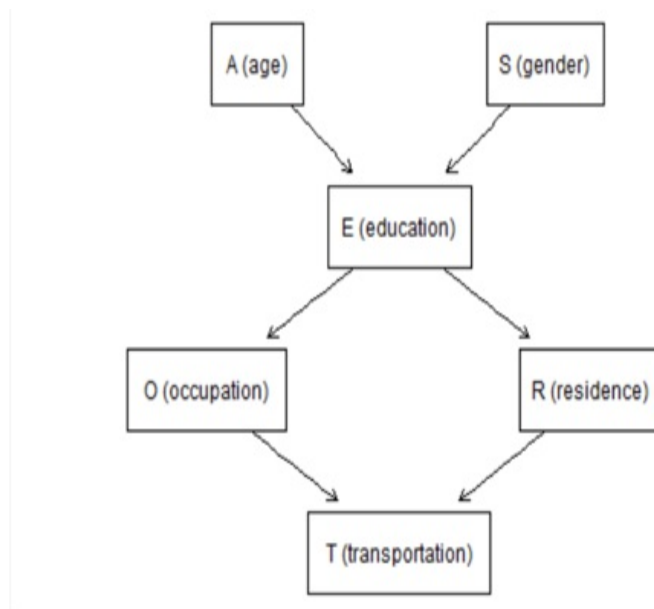 A (age)
S (gender)
E (education)
O (occupation)
R (residence)
T (transportation)